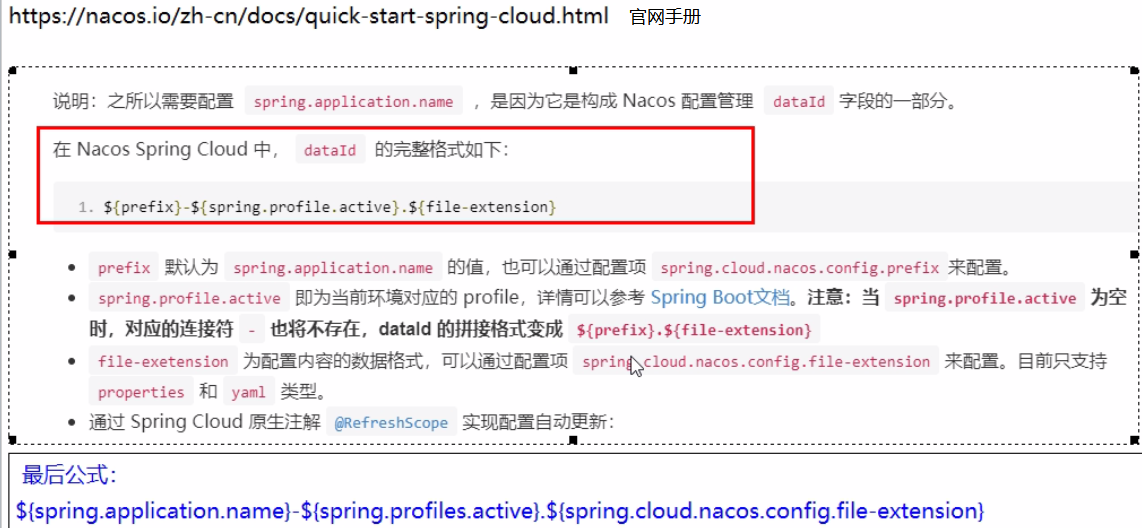 https://nacos.io/zh-cn/docs/quick-start-spring-cloud.html 官网手册
说明：之所以需要配置 spring.application.name ，是因为它是构成 Nacos 配置管理 dataId 字段的一部分。
在 Nacos Spring Cloud 中， dataId 的完整格式如下：
1. ${prefix}-${spring.profile.active}.${file-extension}
• prefix 默认为 spring.application.name 的值，也可以通过配置项 spring.cloud.nacos.config.prefix 来配置。
• spring.profile.active 即为当前环境对应的 profile，详情可以参考 Spring Boot文档。注意：当 spring.profile.active 为空
时，对应的连接符 - 也将不存在，dataId 的拼接格式变成 ${prefix}.${file-extension}
• file-exetension 为配置内容的数据格式，可以通过配置项 spring.cloud.nacos.config.file-extension 来配置。目前只支持
properties 和 yaml 类型。
• 通过 Spring Cloud 原生注解 @RefreshScope 实现配置自动更新：
最后公式：
${spring.application.name}-${spring.profiles.active}.${spring.cloud.nacos.config.file-extension}